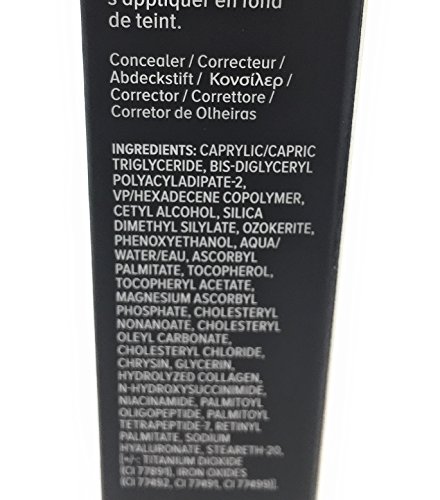 s'appliquer en fond
de teint.
Concealer / Correcteur /
Abdeckstift / Κονσίλερ /
Corrector / Correttore /
Corretor de Olheiras
INGREDIENTS: CAPRYLIC/CAPRIC
TRIGLYCERIDE, BIS-DIGLYCERYL
POLYACYLADIPATE-2,
VP/HEXADECENE COPOLYMER,
CETYL ALCOHOL, SILICA
DIMETHYL SILYLATE, OZOKERITE,
PHENOXYETHANOL, AQUA/
WATER/EAU, ASCORBYL
PALMITATE, TOCOPHEROL,
TOCOPHERYL ACETATE,
MAGNESIUM ASCORBYL
PHOSPHATE, CHOLESTERYL
NONANOATE, CHOLESTERYL
OLEYL CARBONATE,
CHOLESTERYL CHLORIDE,
CHRYSIN, GLYCERIN,
HYDROLYZED COLLAGEN,
N-HYDROXYSUCCINIMIDE,
NIACINAMIDE, PALMITOYL
OLIGOPEPTIDE, PALMITOYL
TETRAPEPTIDE-7, RETINYL
PALMITATE, SODIUM
HYALURONATE, STEARETH-20,
[+/-: TITANIUM DIOXIDE
(CI 77891), IRON OXIDES
(CI 77492, CI 77491, CI 77499)].